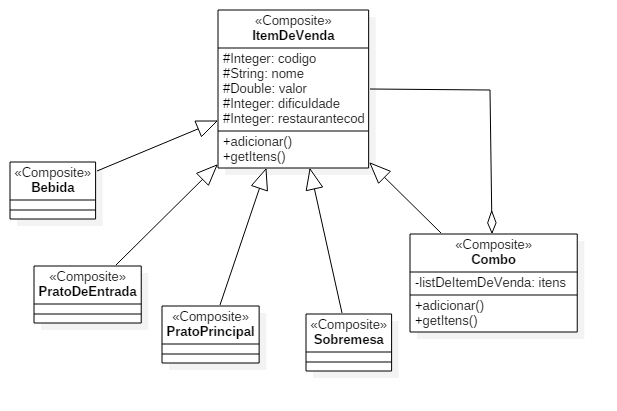 «Composite»
ItemDeVenda
#Integer: codigo
#String: nome
#Double: valor
#Integer: dificuldade
#Integer: restaurantecod
+adicionar()
+getItens()
«Composite»
Bebida
«Composite»
PratoDeEntrada
«Composite»
PratoPrincipal
«Composite»
Sobremesa
«Composite»
Combo
-listDeItemDeVenda: itens
+adicionar()
+getItens()